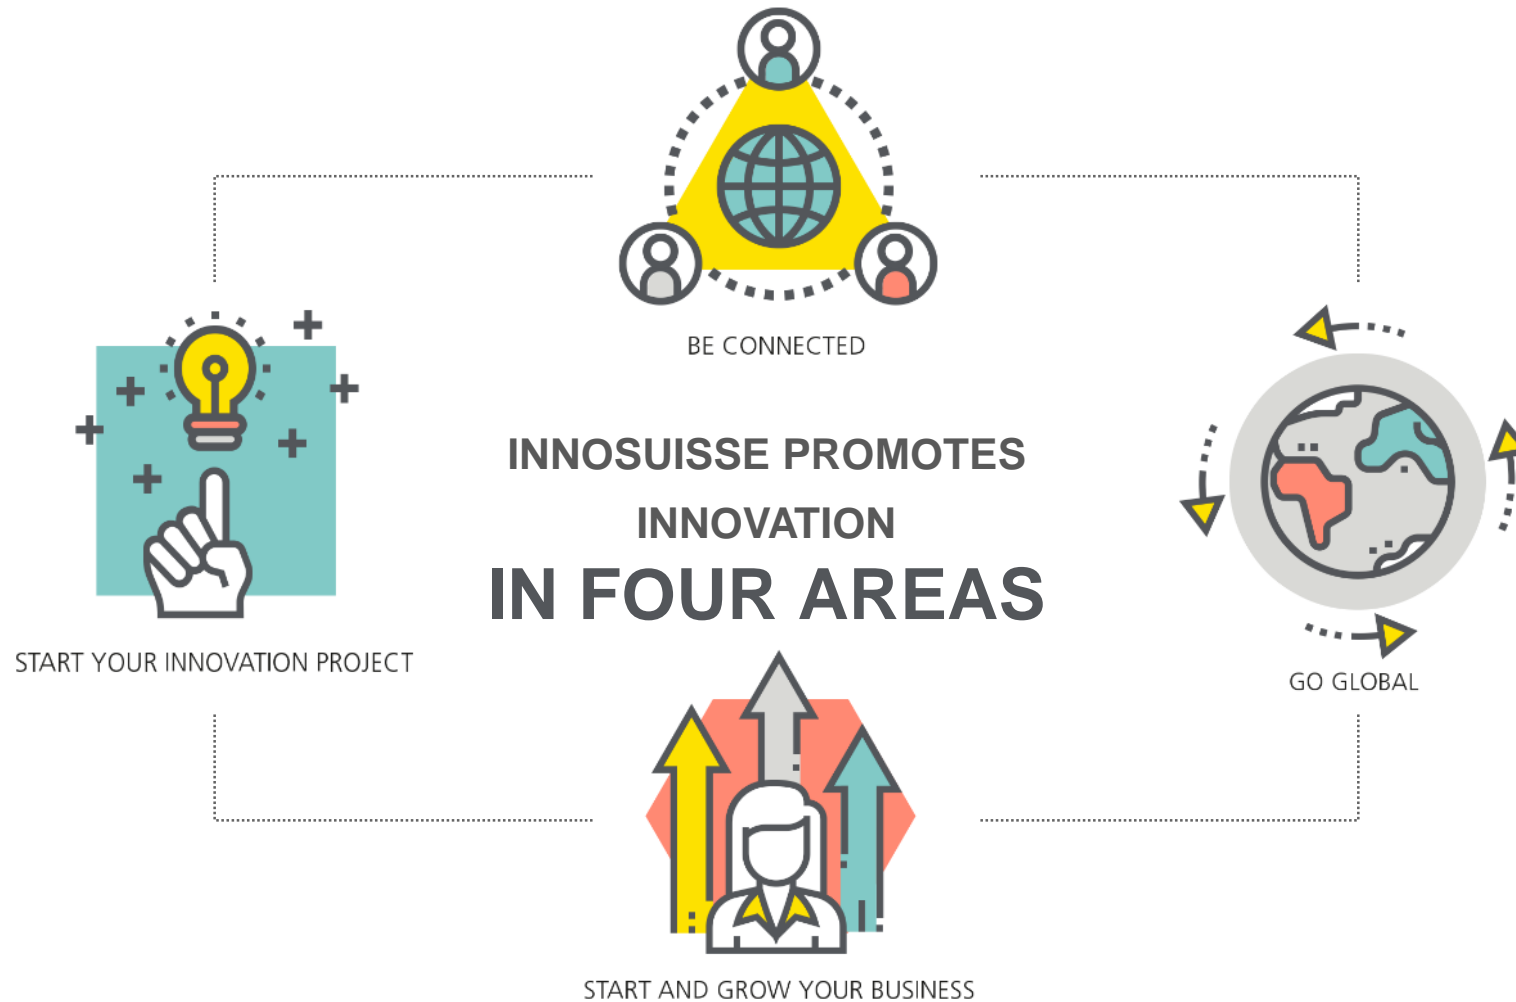 BE CONNECTED
INNOSUISSE PROMOTES
INNOVATION
IN FOUR AREAS
START YOUR INNOVATION PROJECT
GO GLOBAL
START AND GROW YOUR BUSINESS